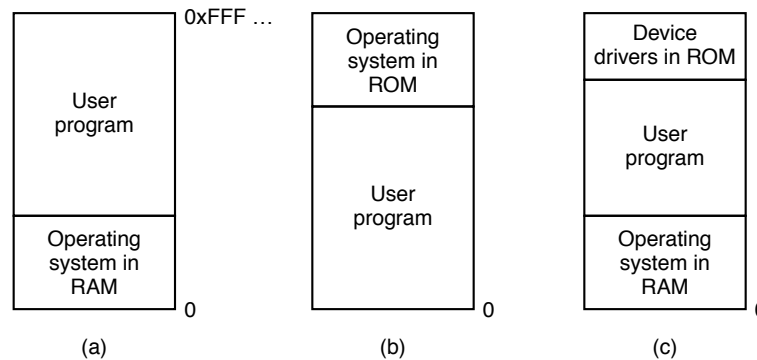 0xFFF …
User
program
Operating
system in
RAM
0
(a)
Operating
system in
ROM
User
program
0
(b)
Device
drivers in ROM
User
program
Operating
system in
RAM
0
(c)